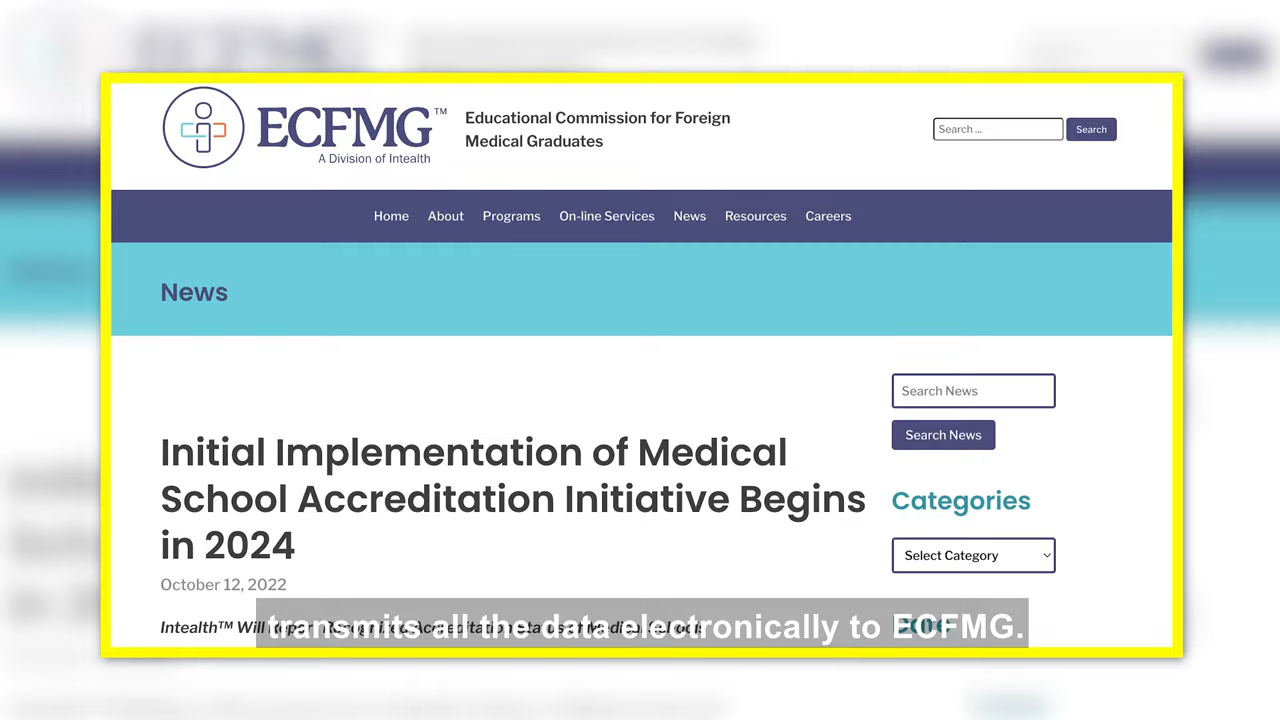 ECFMG™
A Division of Intealth
Educational Commission for Foreign
Medical Graduates
Search ...
Search
Home
About
Programs
On-line Services
News
Resources
Careers
News
Initial Implementation of Medical
School Accreditation Initiative Begins
in 2024
October 12, 2022
Intealth™ Will
Search News
Search News
Categories
Select Category
transmits all the data electronically to ECFMG.